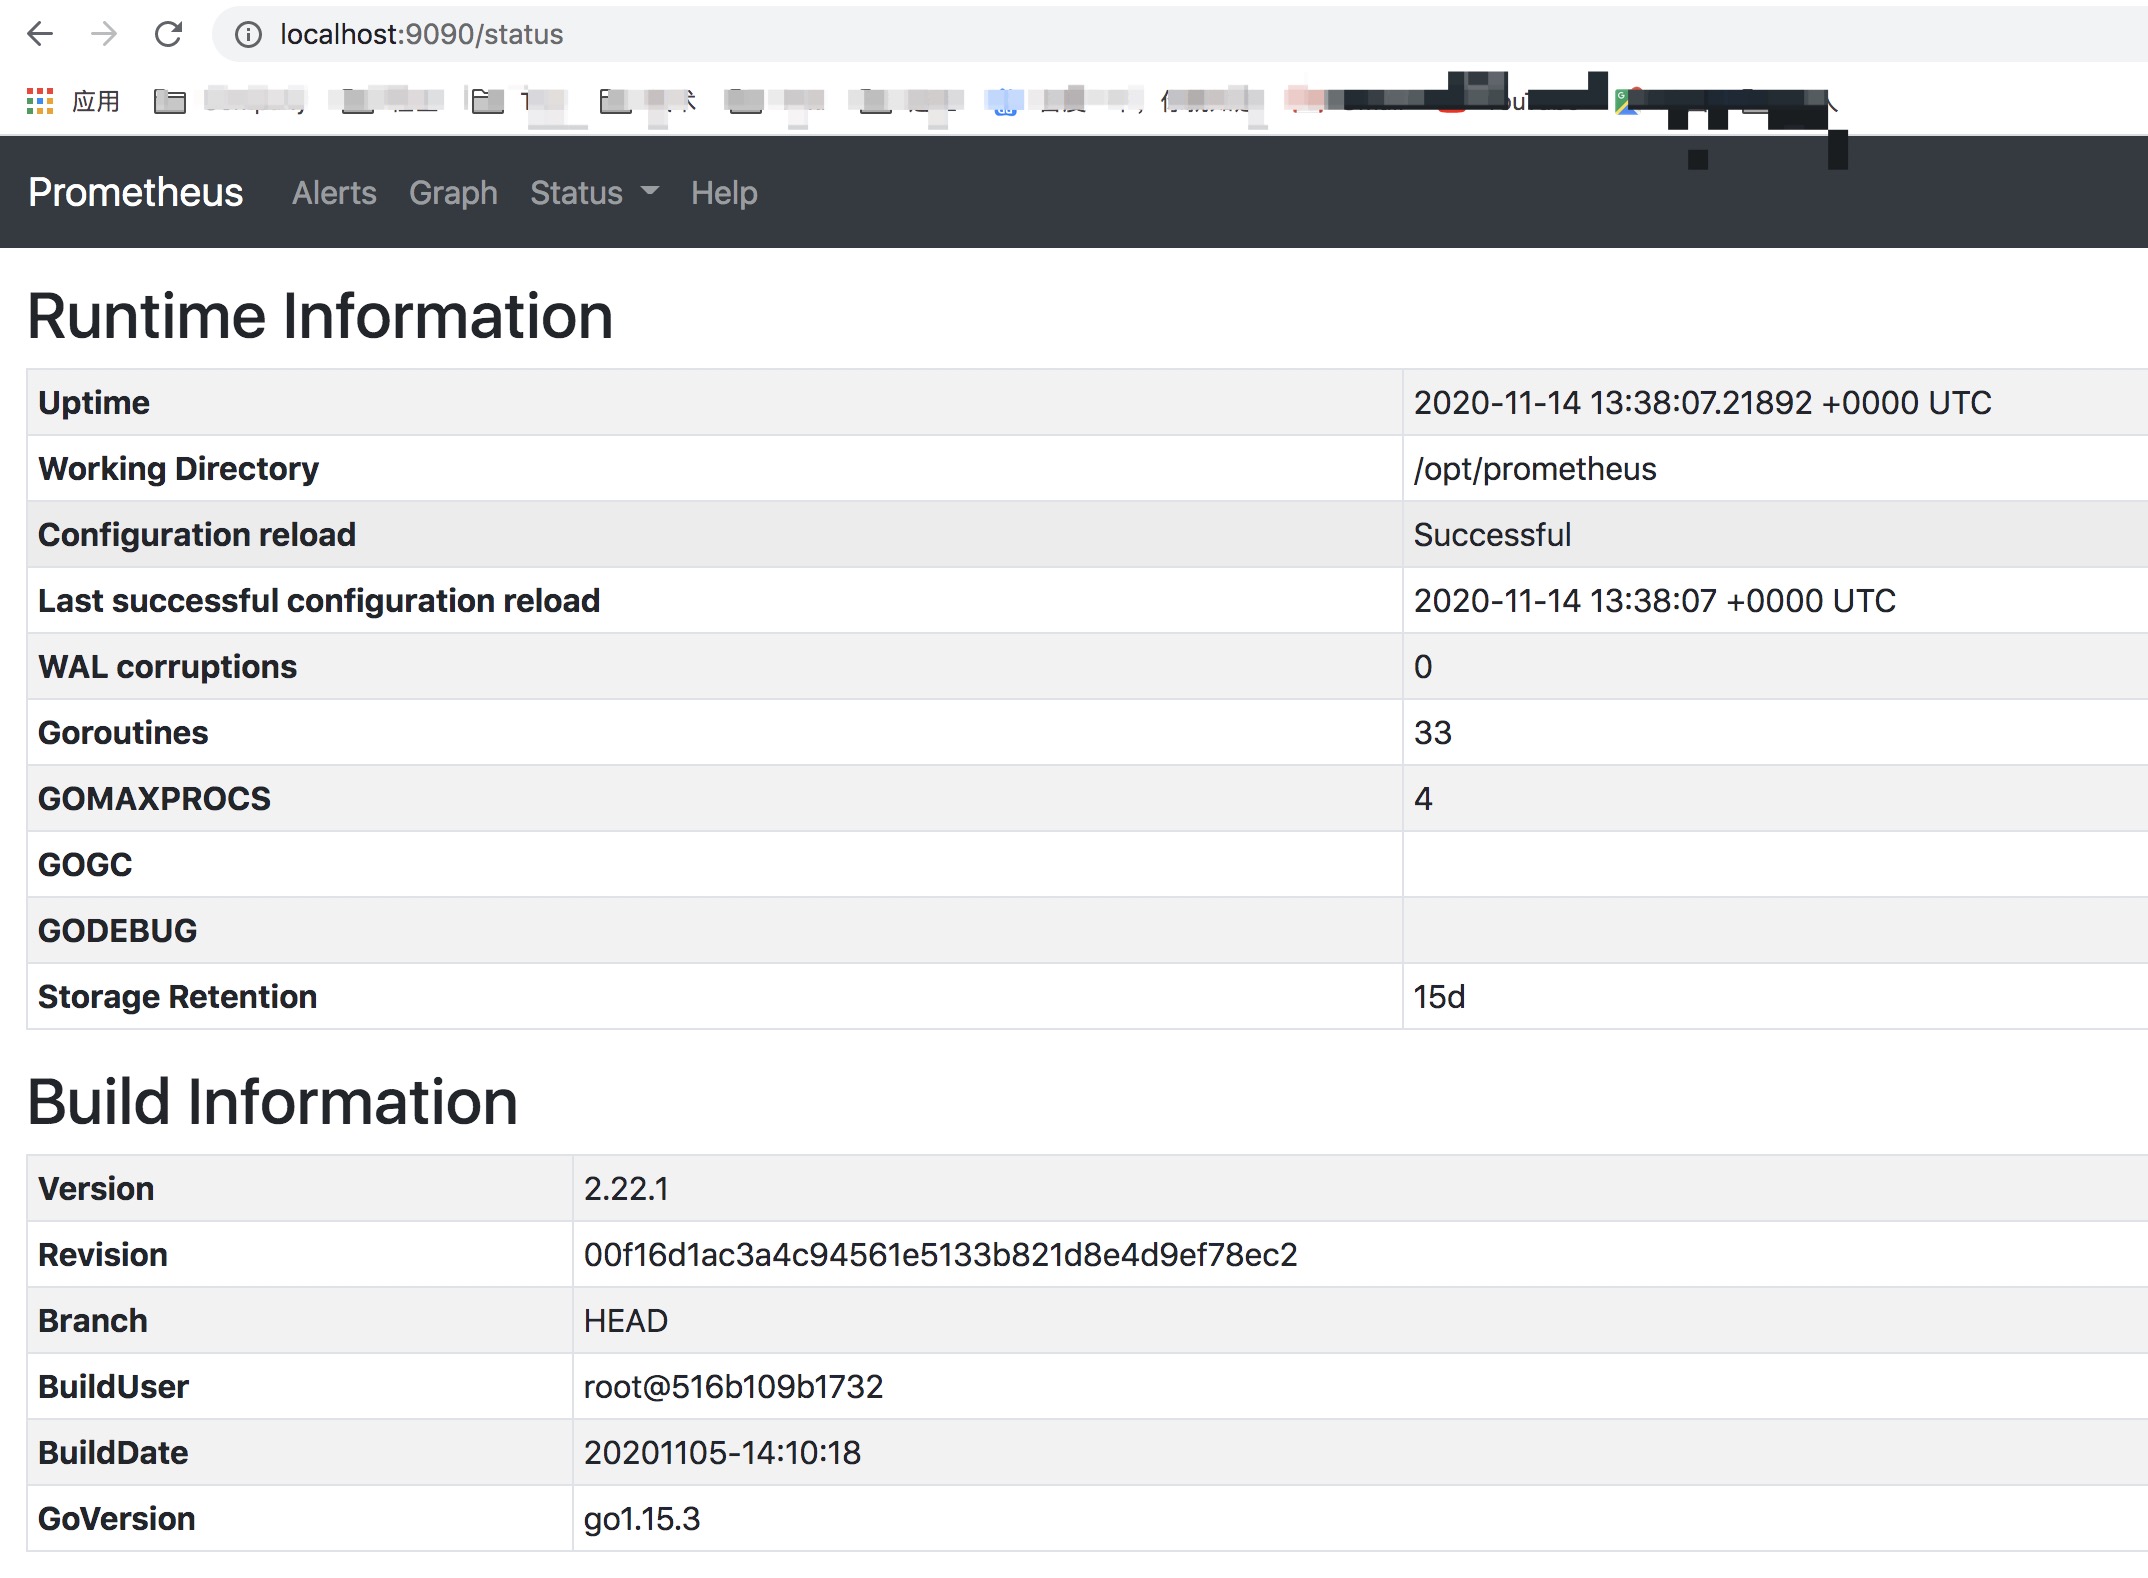 localhost:9090/status
应用
Prometheus Alerts Graph Status Help
Runtime Information
Uptime 2020-11-14 13:38:07.21892 +0000 UTC
Working Directory /opt/prometheus
Configuration reload Successful
Last successful configuration reload 2020-11-14 13:38:07 +0000 UTC
WAL corruptions 0
Goroutines 33
GOMAXPROCS 4
GOGC
GODEBUG
Storage Retention 15d
Build Information
Version 2.22.1
Revision 00f16d1ac3a4c94561e5133b821d8e4d9ef78ec2
Branch HEAD
BuildUser root@516b109b1732
BuildDate 20201105-14:10:18
GoVersion go1.15.3